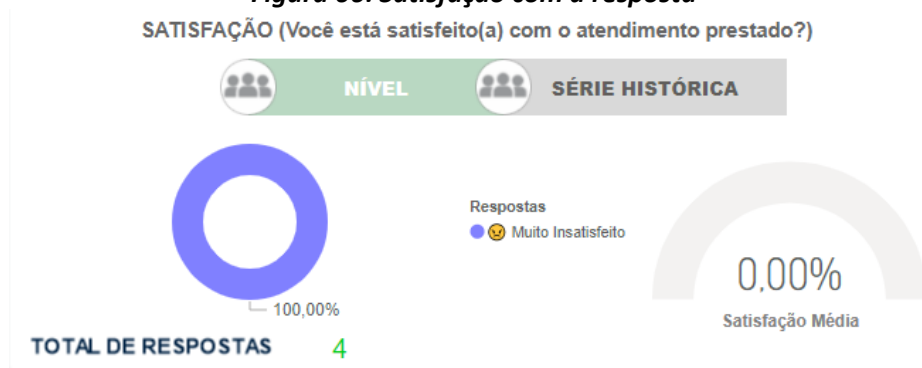 SATISFAÇÃO (Você está satisfeito(a) com o atendimento prestado?)
NÍVEL SÉRIE HISTÓRICA
Respostas
😠 Muito Insatisfeito
100,00%
0,00%
Satisfação Média
TOTAL DE RESPOSTAS 4